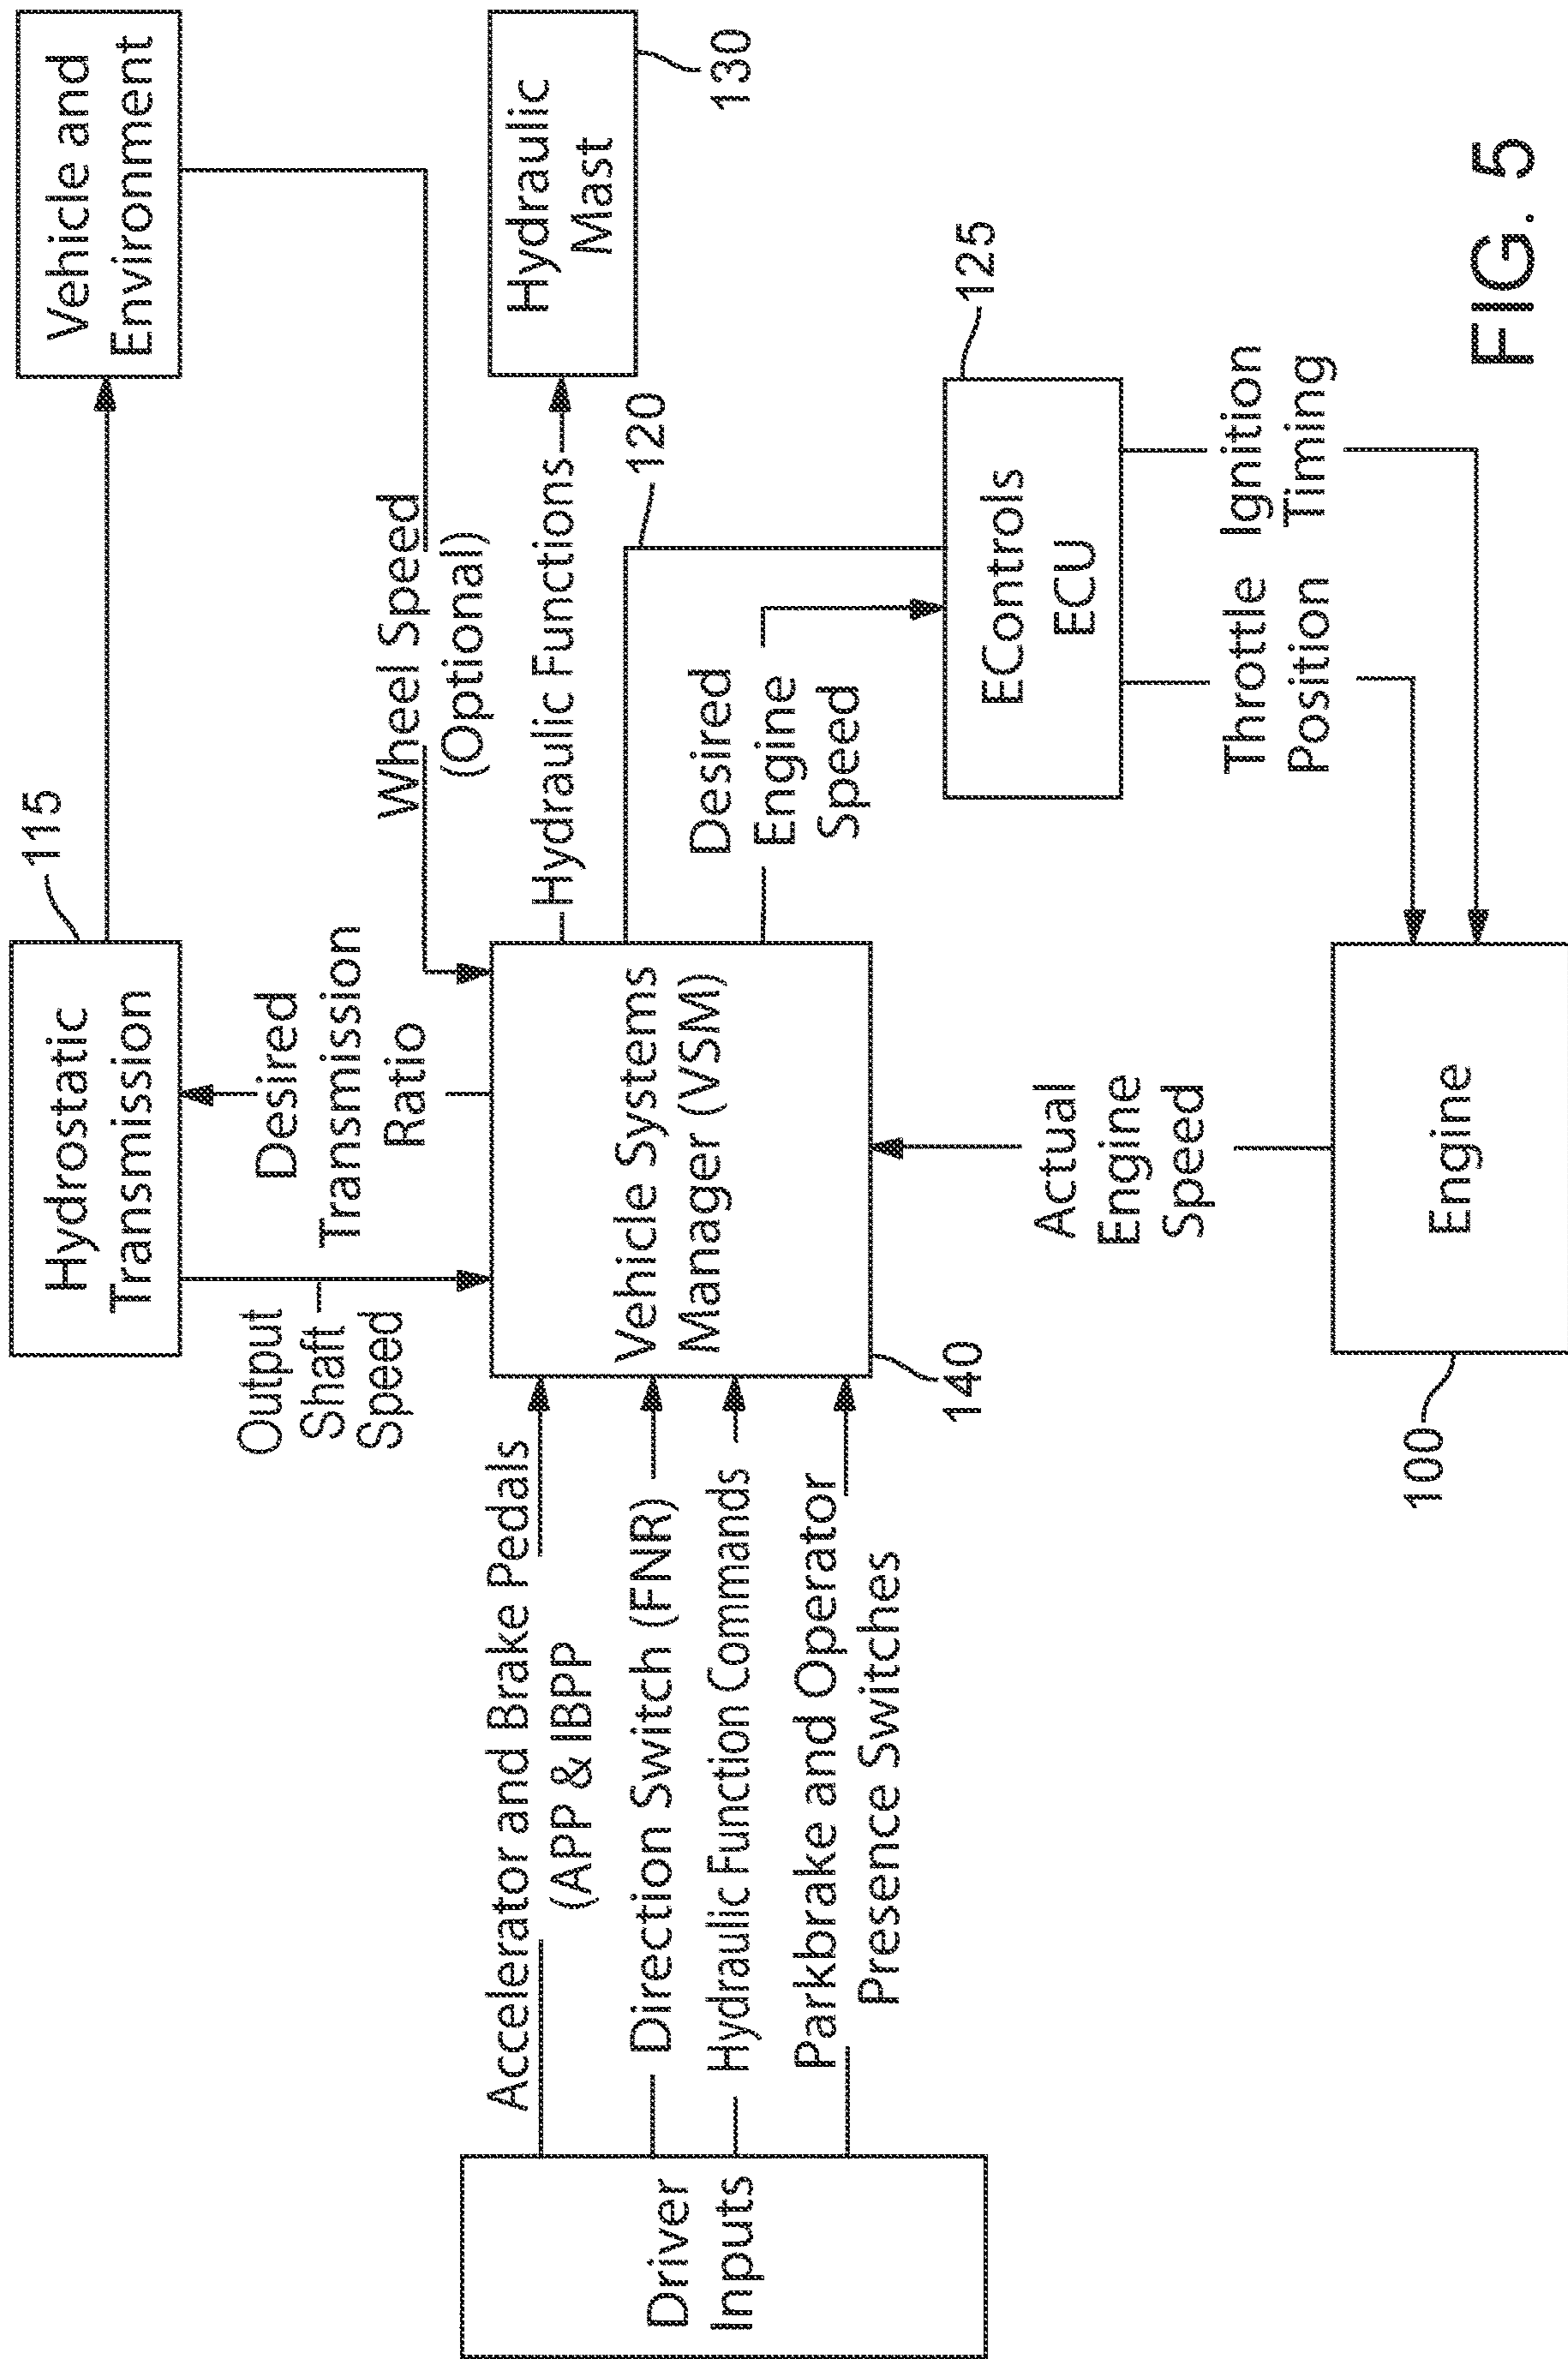 115
Hydrostatic
Transmission
Vehicle and
Environment
Output
Shaft
Speed
Desired
Transmission
Ratio
Wheel Speed
(Optional)
Driver
Inputs
Accelerator and Brake Pedals
(APP & IBPP
Direction Switch (FNR)
Hydraulic Function Commands
Parkbrake and Operator
Presence Switches
Vehicle Systems
Manager (VSM)
140
Hydraulic Functions
Hydraulic
Mast
130
120
Desired
Engine
Speed
125
EControls
ECU
Actual
Engine
Speed
Throttle
Position
Ignition
Timing
Engine
100
FIG. 5